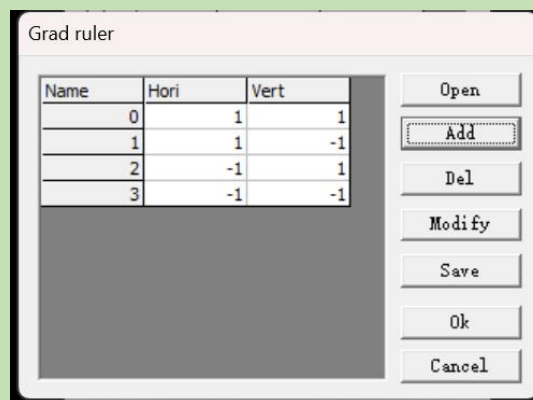 Grad ruler
Name Hori Vert
0 1 1
1 1 -1
2 -1 1
3 -1 -1
Open
Add
Del
Modify
Save
Ok
Cancel